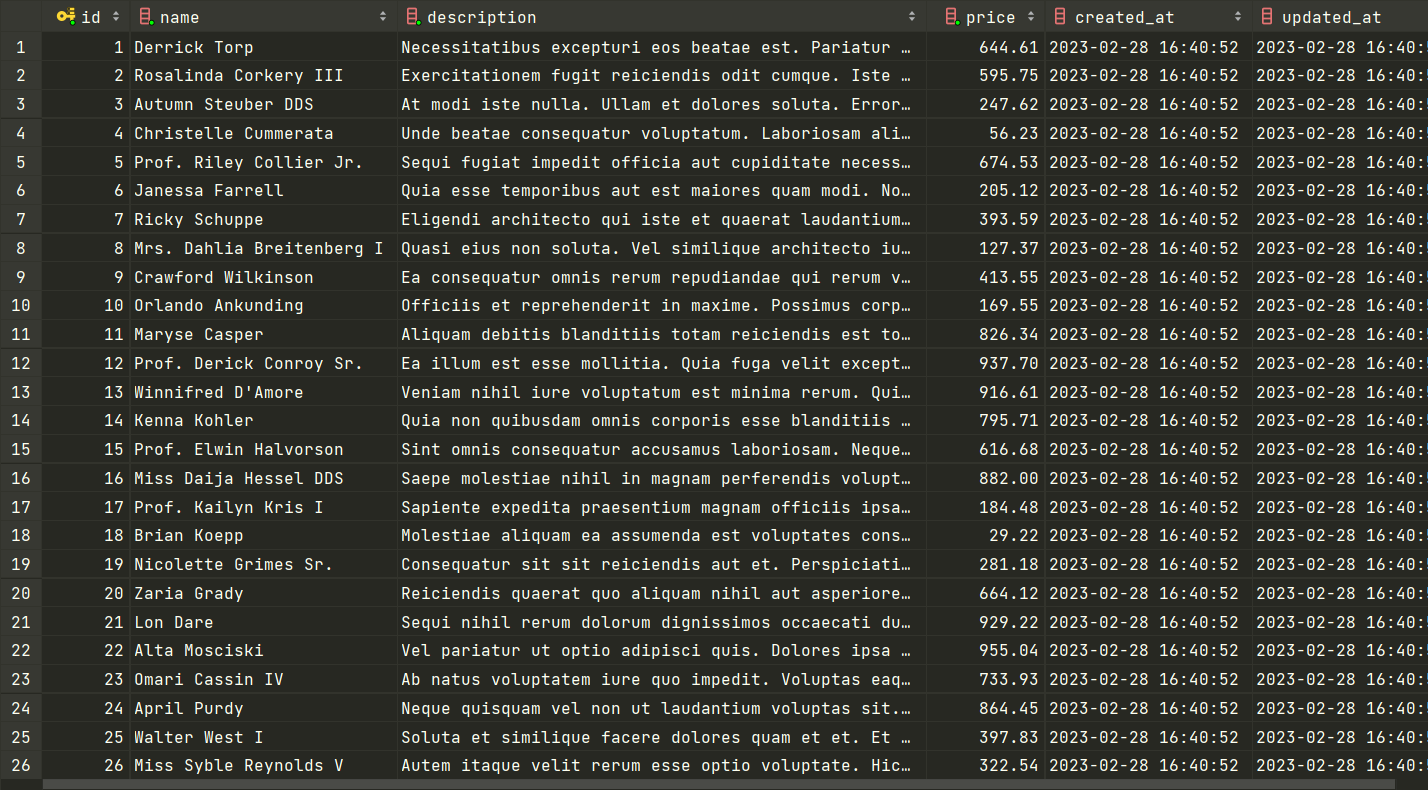 id name description price created_at updated_at
1 1 Derrick Torp Necessitatibus excepturi eos beatae est. Pariatur … 644.61 2023-02-28 16:40:52 2023-02-28 16:40:
2 2 Rosalinda Corkery III Exercitationem fugit reiciendis odit cumque. Iste … 595.75 2023-02-28 16:40:52 2023-02-28 16:40:
3 3 Autumn Steuber DDS At modi iste nulla. Ullam et dolores soluta. Error… 247.62 2023-02-28 16:40:52 2023-02-28 16:40:
4 4 Christelle Cummerata Unde beatae consequatur voluptatum. Laboriosam ali… 56.23 2023-02-28 16:40:52 2023-02-28 16:40:
5 5 Prof. Riley Collier Jr. Sequi fugiat impedit officia aut cupiditate necess… 674.53 2023-02-28 16:40:52 2023-02-28 16:40:
6 6 Janessa Farrell Quia esse temporibus aut est maiores quam modi. No… 205.12 2023-02-28 16:40:52 2023-02-28 16:40:
7 7 Ricky Schuppe Eligendi architecto qui iste et quaerat laudantium… 393.59 2023-02-28 16:40:52 2023-02-28 16:40:
8 8 Mrs. Dahlia Breitenberg I Quasi eius non soluta. Vel similique architecto iu… 127.37 2023-02-28 16:40:52 2023-02-28 16:40:
9 9 Crawford Wilkinson Ea consequatur omnis rerum repudiandae qui rerum v… 413.55 2023-02-28 16:40:52 2023-02-28 16:40:
10 10 Orlando Ankunding Officiis et reprehenderit in maxime. Possimus corp… 169.55 2023-02-28 16:40:52 2023-02-28 16:40:
11 11 Maryse Casper Aliquam debitis blanditiis totam reiciendis est to… 826.34 2023-02-28 16:40:52 2023-02-28 16:40:
12 12 Prof. Derick Conroy Sr. Ea illum est esse mollitia. Quia fuga velit except… 937.70 2023-02-28 16:40:52 2023-02-28 16:40:
13 13 Winnifred D'Amore Veniam nihil iure voluptatum est minima rerum. Qui… 916.61 2023-02-28 16:40:52 2023-02-28 16:40:
14 14 Kenna Kohler Quia non quibusdam omnis corporis esse blanditiis … 795.71 2023-02-28 16:40:52 2023-02-28 16:40:
15 15 Prof. Elwin Halvorson Sint omnis consequatur accusamus laboriosam. Neque… 616.68 2023-02-28 16:40:52 2023-02-28 16:40:
16 16 Miss Daija Hessel DDS Saepe molestiae nihil in magnam perferendis volupt… 882.00 2023-02-28 16:40:52 2023-02-28 16:40:
17 17 Prof. Kailyn Kris I Sapiente expedita praesentium magnam officiis ipsa… 184.48 2023-02-28 16:40:52 2023-02-28 16:40:
18 18 Brian Koepp Molestiae aliquam ea assumenda est voluptates cons… 29.22 2023-02-28 16:40:52 2023-02-28 16:40:
19 19 Nicolette Grimes Sr. Consequatur sit sit reiciendis aut et. Perspiciati… 281.18 2023-02-28 16:40:52 2023-02-28 16:40:
20 20 Zaria Grady Reiciendis quaerat quo aliquam nihil aut asperiore… 664.12 2023-02-28 16:40:52 2023-02-28 16:40:
21 21 Lon Dare Sequi nihil rerum dolorum dignissimos occaecati du… 929.22 2023-02-28 16:40:52 2023-02-28 16:40:
22 22 Alta Mosciski Vel pariatur ut optio adipisci quis. Dolores ipsa … 955.04 2023-02-28 16:40:52 2023-02-28 16:40:
23 23 Omari Cassin IV Ab natus voluptatem iure quo impedit. Voluptas eaq… 733.93 2023-02-28 16:40:52 2023-02-28 16:40:
24 24 April Purdy Neque quisquam vel non ut laudantium voluptas sit.… 864.45 2023-02-28 16:40:52 2023-02-28 16:40:
25 25 Walter West I Soluta et similique facere dolores quam et et. Et … 397.83 2023-02-28 16:40:52 2023-02-28 16:40:
26 26 Miss Syble Reynolds V Autem itaque velit rerum esse optio voluptate. Hic… 322.54 2023-02-28 16:40:52 2023-02-28 16:40: